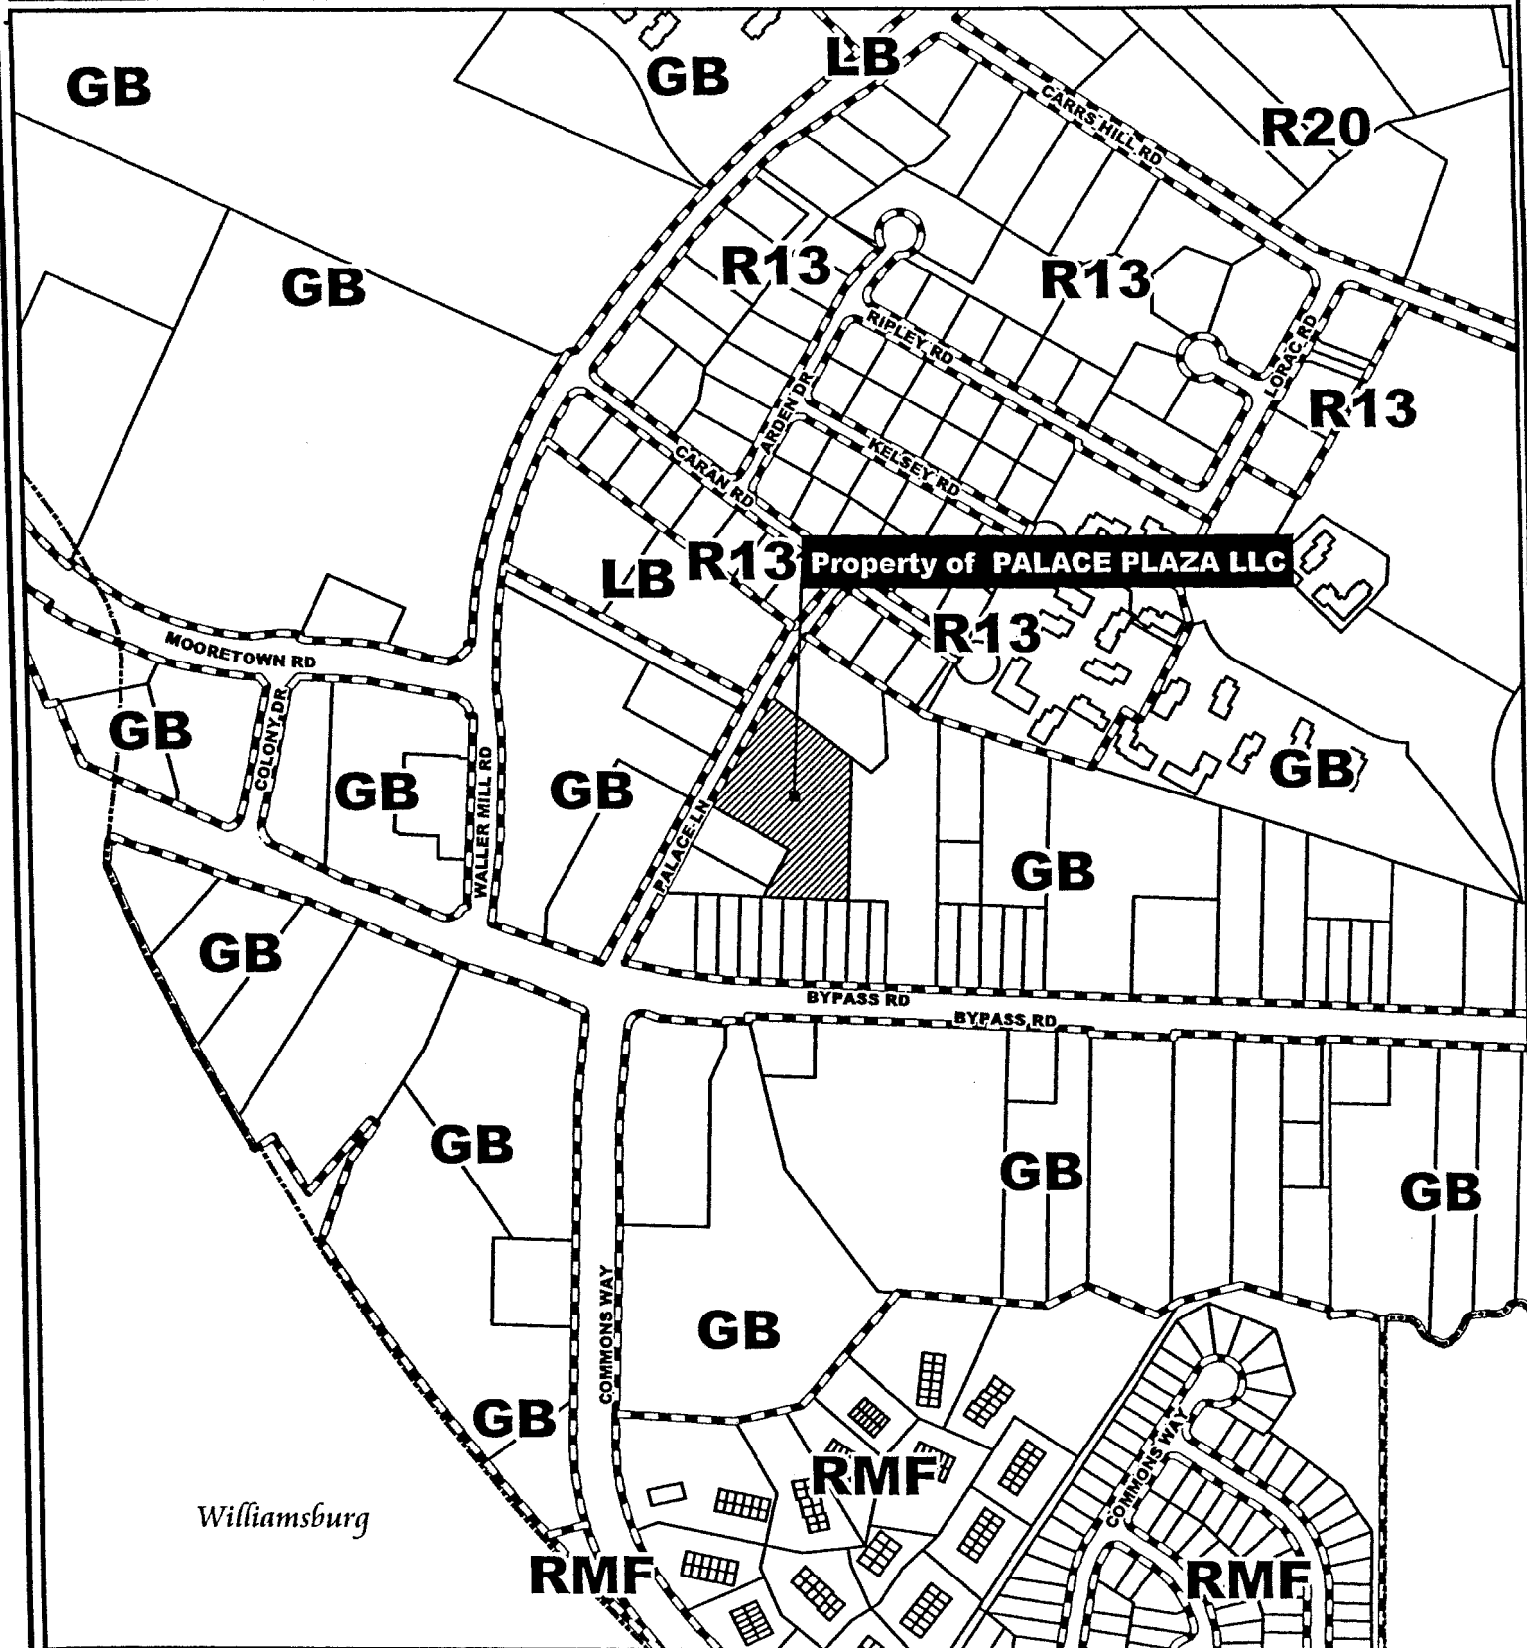 GB
GB
LB
CARRS HILL RD
R20
GB
R13
R13
RIPLEY RD
LORAC RD
ARDEN DR
R13
CARAN RD
KELSEY RD
LB
R13
Property of PALACE PLAZA LLC
R13
MOORETOWN RD
GB
COLONY DR
GB
WALLER MILL RD
GB
PALACE LN
GB
GB
GB
BYPASS RD
BYPASS RD
GB
GB
GB
COMMONS WAY
GB
GB
RMF
COMMONS WAY
Williamsburg
RMF
RMF